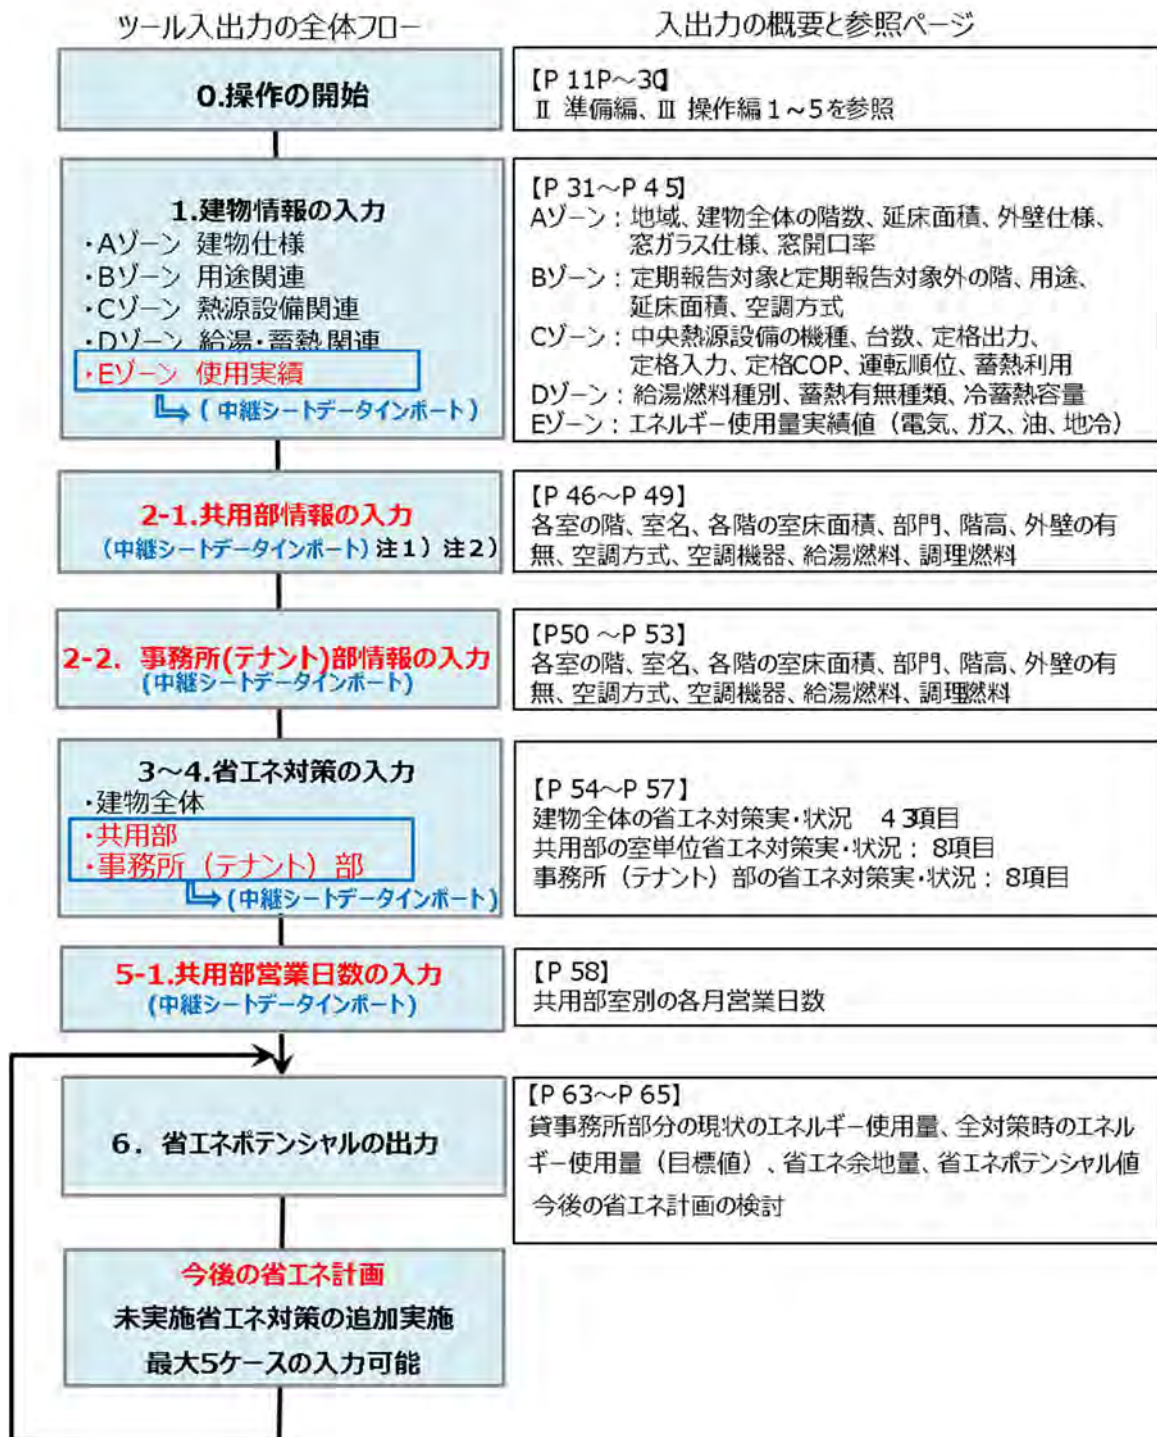 ツール入出力の全体フロー
入出力の概要と参照ページ
0.操作の開始
【P 11P～30】
Ⅱ 準備編、Ⅲ 操作編１～５を参照
1.建物情報の入力
・Aゾーン 建物仕様
・Bゾーン 用途関連
・Cゾーン 熱源設備関連
・Dゾーン 給湯・蓄熱関連
・Eゾーン 使用実績
（中継シートデータインポート）
【P 31～P 45】
Aゾーン：地域、建物全体の階数、延床面積、外壁仕様、
窓ガラス仕様、窓開口率
Bゾーン：定期報告対象と定期報告対象外の階、用途、
延床面積、空調方式
Cゾーン：中央熱源設備の機種、台数、定格出力、
定格入力、定格COP、運転順位、蓄熱利用
Dゾーン：給湯燃料種別、蓄熱有無種類、冷蓄熱容量
Eゾーン：エネルギー使用量実績値（電気、ガス、油、地冷）
2-1.共用部情報の入力
（中継シートデータインポート）注１）注２）
【P 46～P 49】
各室の階、室名、各階の室床面積、部門、階高、外壁の有
無、空調方式、空調機器、給湯燃料、調理燃料
2-2．事務所(テナント)部情報の入力
(中継シートデータインポート)
【P50 ～P 53】
各室の階、室名、各階の室床面積、部門、階高、外壁の有
無、空調方式、空調機器、給湯燃料、調理燃料
3～4.省エネ対策の入力
・建物全体
・共用部
・事務所（テナント）部
(中継シートデータインポート)
【P 54～P 57】
建物全体の省エネ対策実・状況　43項目
共用部の室単位省エネ対策実・状況：8項目
事務所（テナント）部の省エネ対策実・状況：8項目
5-1.共用部営業日数の入力
(中継シートデータインポート)
【P 58】
共用部室別の各月営業日数
6．省エネポテンシャルの出力
【P 63～P 65】
貸事務所部分の現状のエネルギー使用量、全対策時のエネル
ギー使用量（目標値）、省エネ余地量、省エネポテンシャル値
今後の省エネ計画の検討
今後の省エネ計画
未実施省エネ対策の追加実施
最大5ケースの入力可能